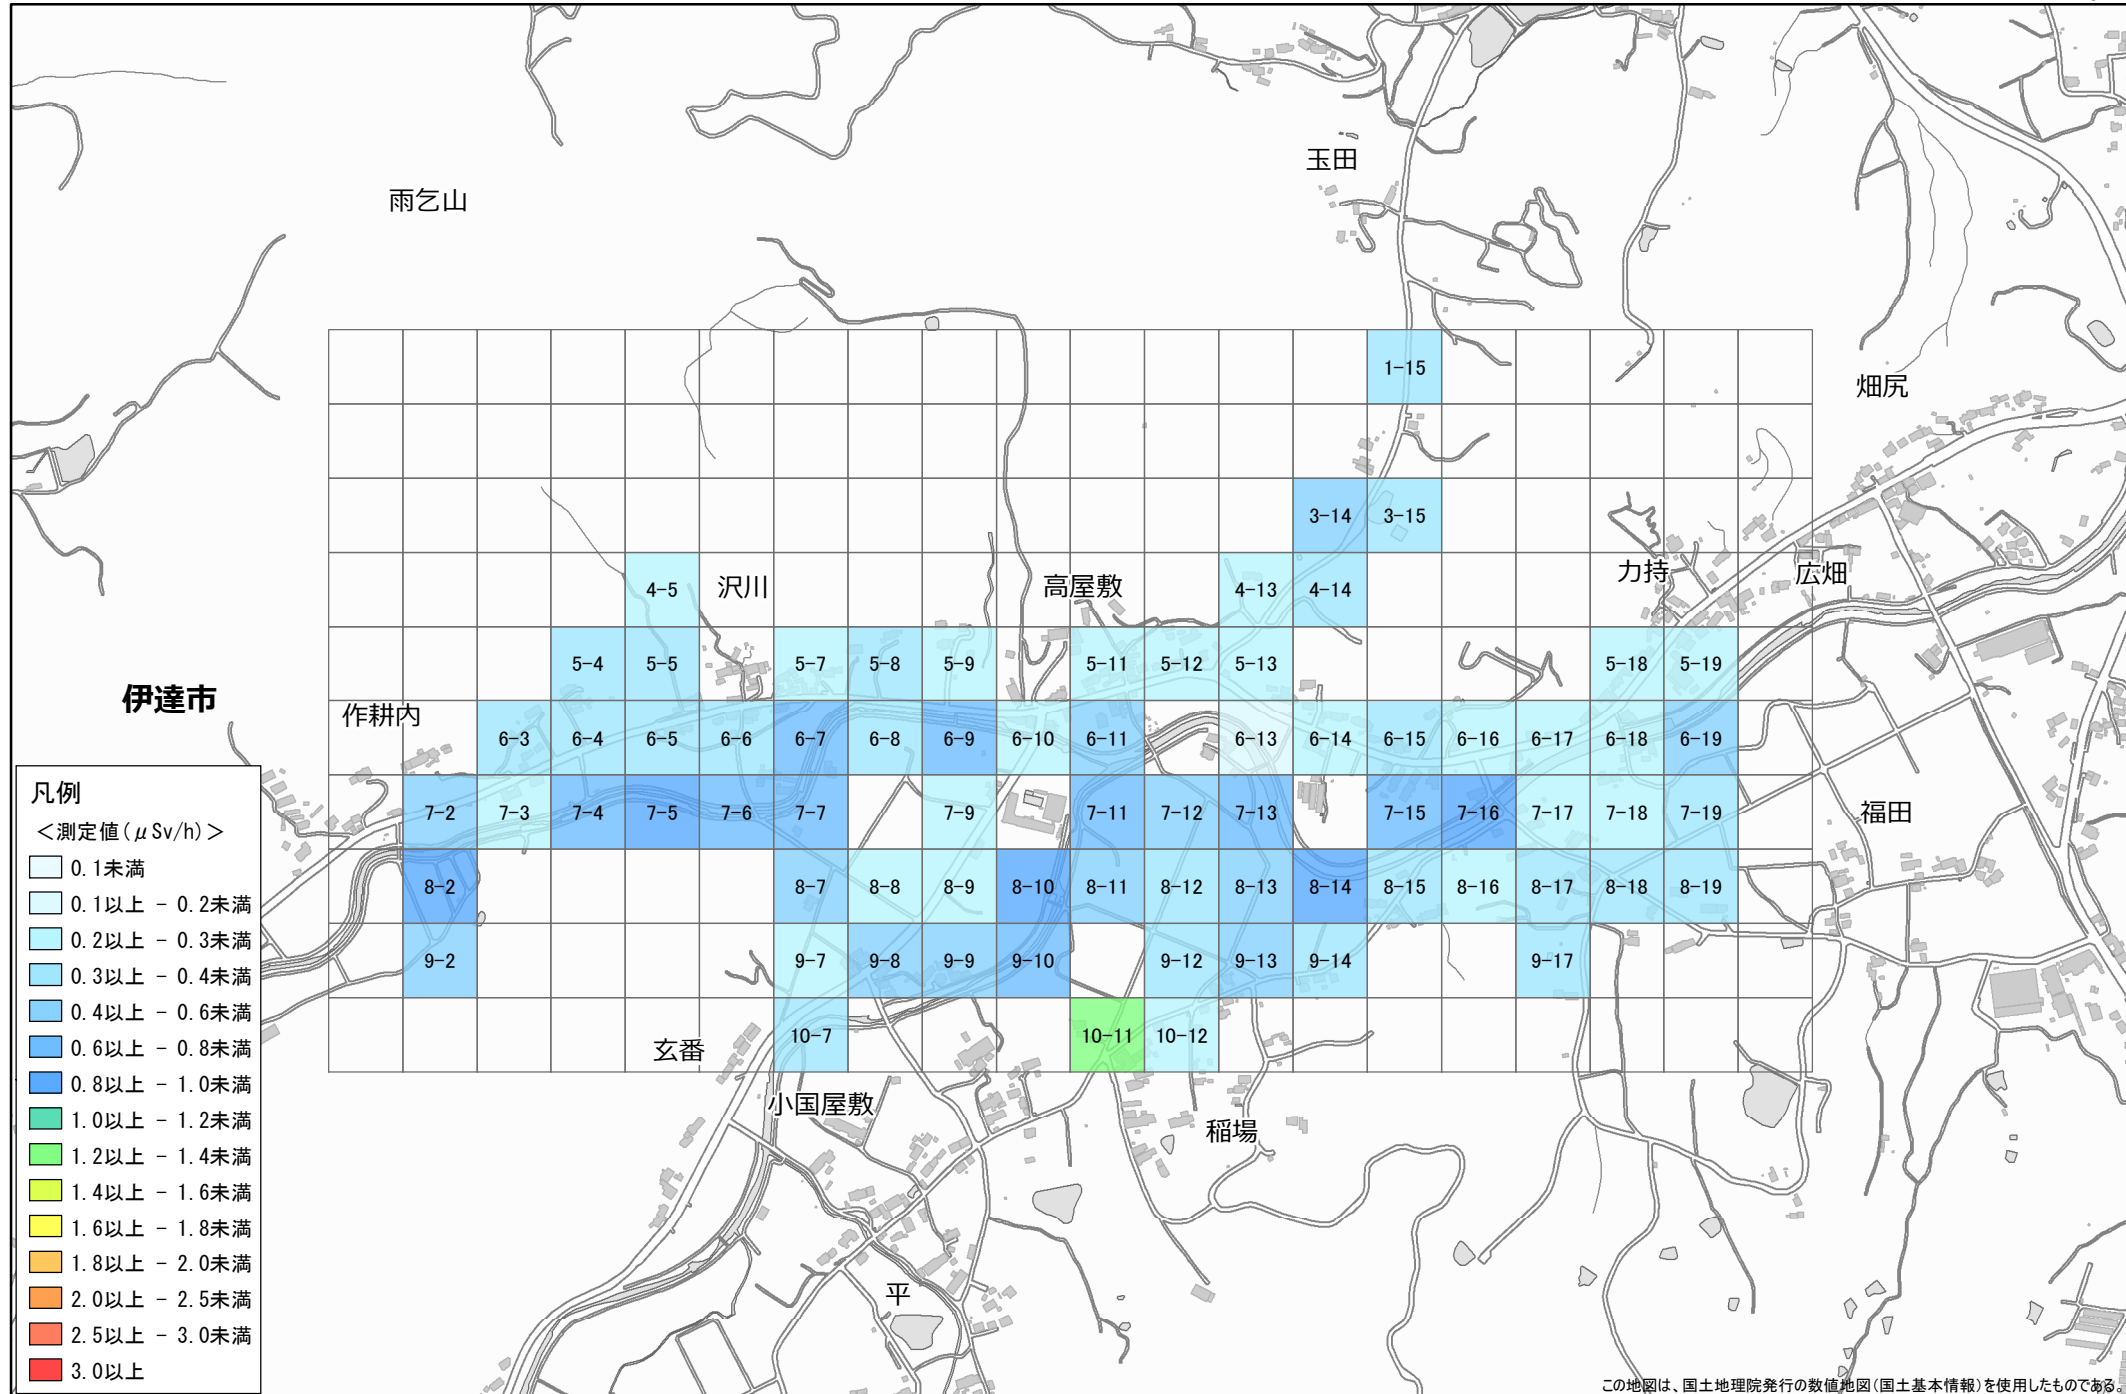 玉田
雨乞山
1-15
畑尻
3-14 3-15
4-5 沢川 高屋敷 4-13 4-14 力持 広畑
5-4 5-5 5-7 5-8 5-9 5-11 5-12 5-13 5-18 5-19
伊達市
作耕内
6-3 6-4 6-5 6-6 6-7 6-8 6-9 6-10 6-11 6-13 6-14 6-15 6-16 6-17 6-18 6-19
7-2 7-3 7-4 7-5 7-6 7-7 7-9 7-11 7-12 7-13 7-15 7-16 7-17 7-18 7-19 福田
8-2 8-7 8-8 8-9 8-10 8-11 8-12 8-13 8-14 8-15 8-16 8-17 8-18 8-19
9-2 9-7 9-8 9-9 9-10 9-12 9-13 9-14 9-17
10-7 10-11 10-12
玄番
小国屋敷
稲場
平
凡例
<測定値(μSv/h)>
0.1未満
0.1以上 - 0.2未満
0.2以上 - 0.3未満
0.3以上 - 0.4未満
0.4以上 - 0.6未満
0.6以上 - 0.8未満
0.8以上 - 1.0未満
1.0以上 - 1.2未満
1.2以上 - 1.4未満
1.4以上 - 1.6未満
1.6以上 - 1.8未満
1.8以上 - 2.0未満
2.0以上 - 2.5未満
2.5以上 - 3.0未満
3.0以上
この地図は、国土地理院発行の数値地図(国土基本情報)を使用したものである。